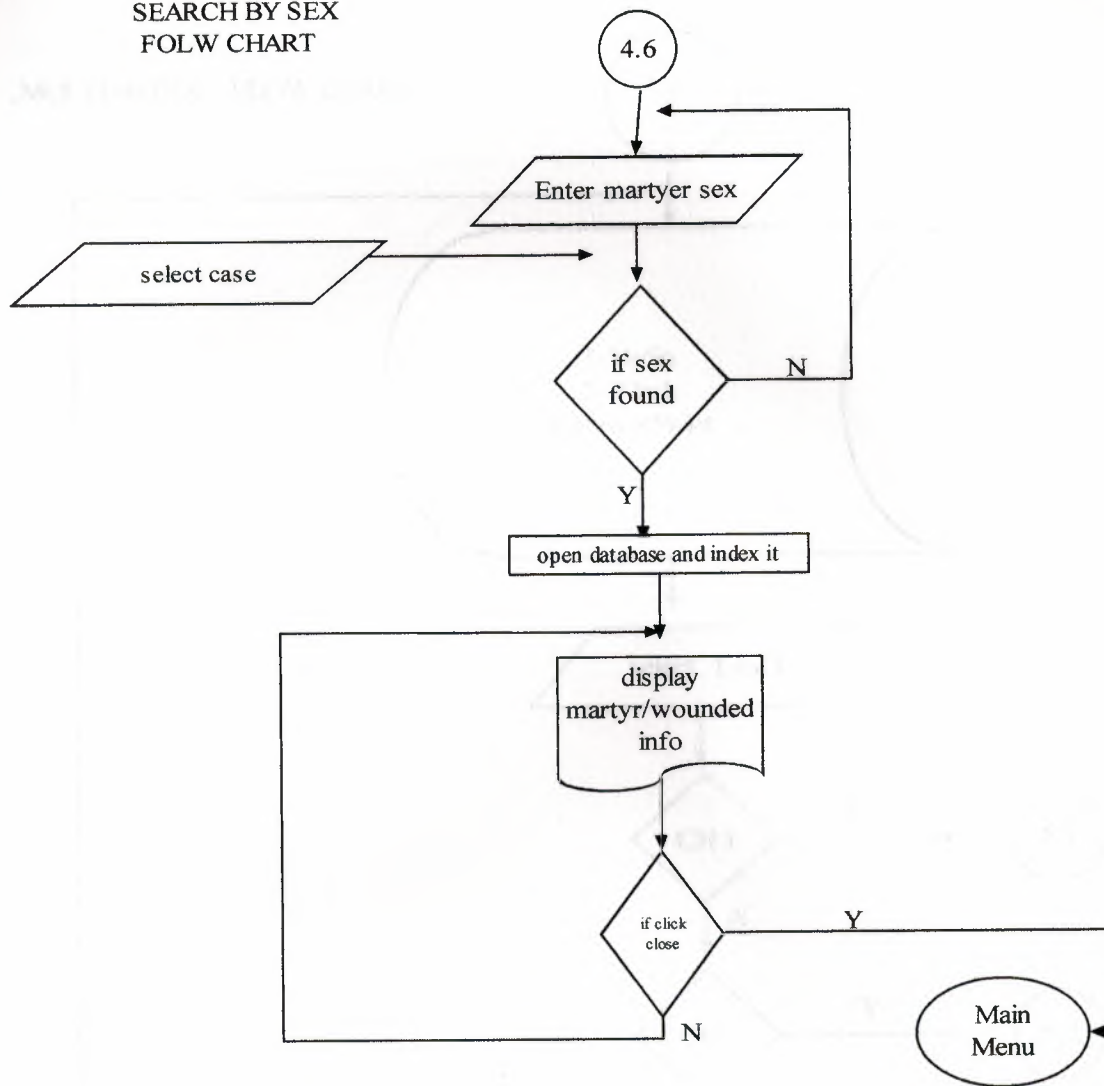 SEARCH BY SEX
FOLW CHART
4.6
Enter martyer sex
select case
if sex
found
N
Y
open database and index it
display
martyr/wounded
info
if click
close
Y
N
Main
Menu